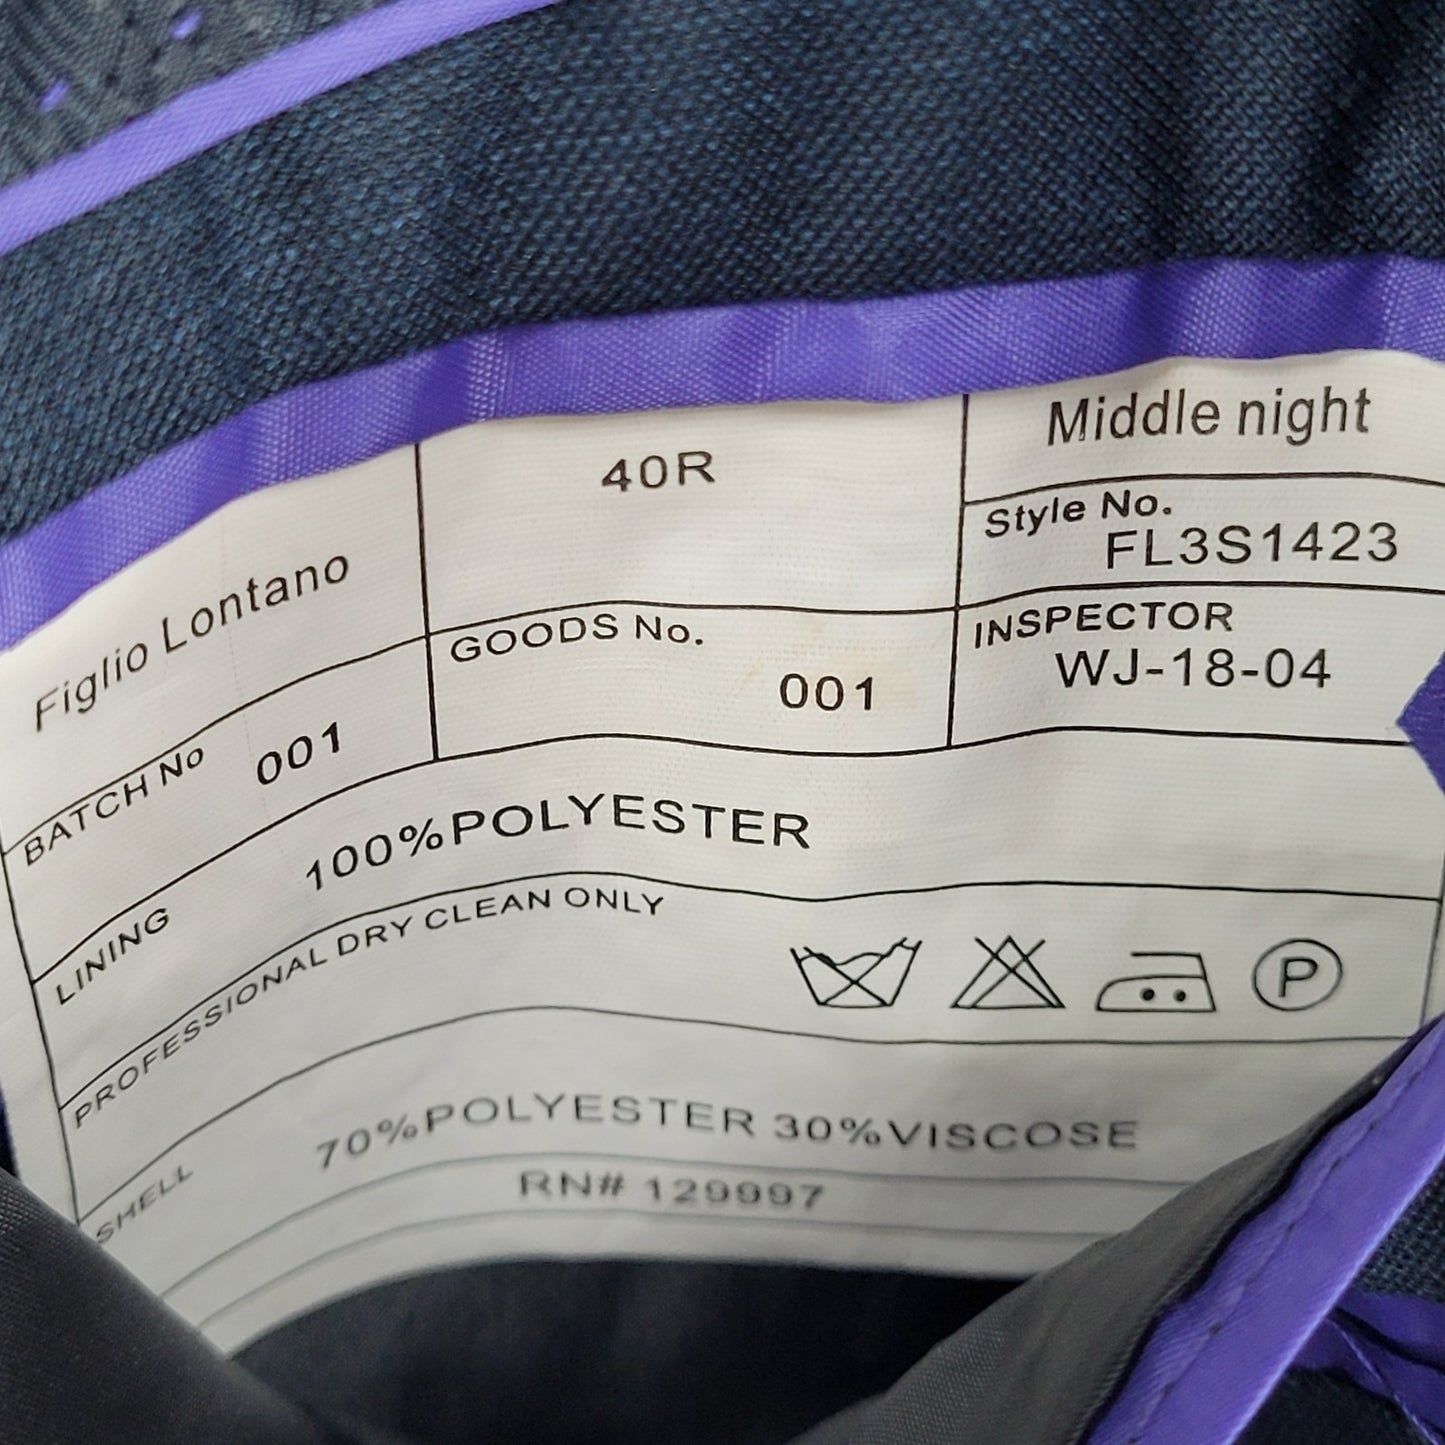 Figlio Lontano
40R
Middle night
Style No.
FL3S1423
BATCH No 001
GOODS No.
001
INSPECTOR
WJ-18-04
LINING 100%POLYESTER
PROFESSIONAL DRY CLEAN ONLY
P
SHELL 70%POLYESTER 30%VISCOSE
RN# 129997